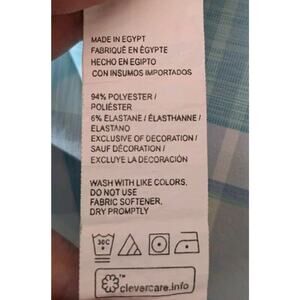 MADE IN EGYPT
FABRIQUÉ EN ÉGYPTE
HECHO EN EGIPTO
CON INSUMOS IMPORTADOS
94% POLYESTER /
POLIÉSTER
6% ELASTANE / ÉLASTHANNE /
ELASTANO
EXCLUSIVE OF DECORATION /
SAUF DÉCORATION /
EXCLUYE LA DECORACIÓN
WASH WITH LIKE COLORS,
DO NOT USE
FABRIC SOFTENER,
DRY PROMPTLY
30C
™
clevercare.info